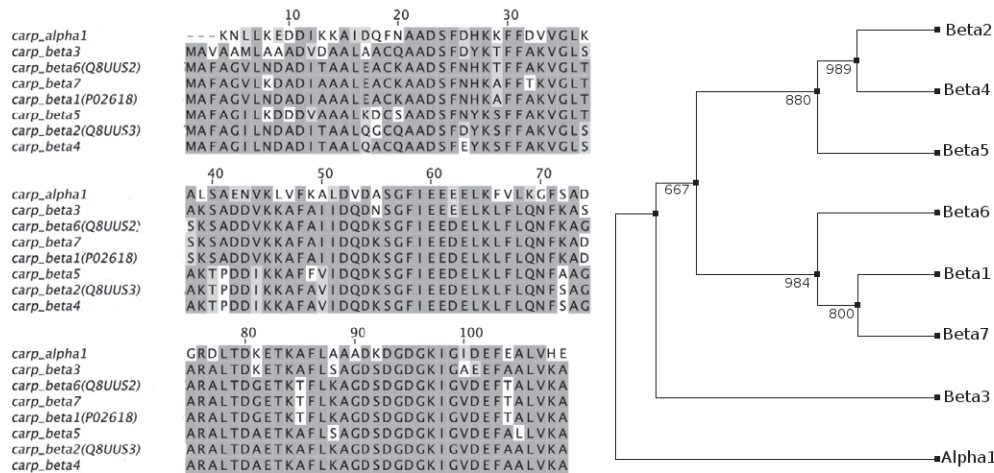 10 20 30
carp_alpha1 ---KNLLKEDDIKKAIDQFNAADSFDHKKFFDVVGLK
carp_beta3 MAVAAMLAAADVDAALAACQAADSFDYKTFFAKVGLS
carp_beta6(Q8UUS2) MAFAGVLNDADITAALEACKAADSFNHKTFFAKVGLT
carp_beta7 MAFAGVLKDADITAALEACKAADSFNHKAFFTKVGLT
carp_beta1(P02618) MAFAGVLNDADITAALEACKAADSFNHKAFFAKVGLT
carp_beta5 MAFAGILKDDDVAAALKDCSAADSFNYKSFFAKVGLT
carp_beta2(Q8UUS3) MAFAGILNDADITAALQGCQAADSFDYKSFFAKVGLS
carp_beta4 MAFAGILNDADITAALQACQAADSFEYKSFFAKVGLS
40 50 60 70
carp_alpha1 ALSAENVKLVFKALDVDASGFIEEEELKFVLKGFSAD
carp_beta3 AKSADDVKKAFAIIDQDNSGFIEEEELKLFLQNFKAS
carp_beta6(Q8UUS2) SKSADDVKKAFAIIDQDKSGFIEEDELKLFLQNFKAG
carp_beta7 SKSADDVKKAFAIIDQDKSGFIEEDELKLFLQNFKAD
carp_beta1(P02618) SKSADDVKKAFAIIDQDKSGFIEEDELKLFLQNFKAD
carp_beta5 AKTPDDIKKAFFVIDQDKSGFIEEDELKLFLQNFAAG
carp_beta2(Q8UUS3) AKTPDDIKKAFAVIDQDKSGFIEEDELKLFLQNFSAG
carp_beta4 AKTPDDIKKAFAVIDQDKSGFIEEDELKLFLQNFSAG
80 90 100
carp_alpha1 GRDLTDKETKAFLAAADKDGDGKIGIDEFEALVHE
carp_beta3 ARALTDKETKAFLSAGDSDGDGKIGAEEFAALVKA
carp_beta6(Q8UUS2) ARALTDGETKTFLKAGDSDGDGKIGVDEFTALVKA
carp_beta7 ARALTDGETKTFLKAGDSDGDGKIGVDEFTALVKA
carp_beta1(P02618) ARALTDGETKTFLKAGDSDGDGKIGVDEFTALVKA
carp_beta5 ARALTDAETKAFLSAGDSDGDGKIGVDEFALLVKA
carp_beta2(Q8UUS3) ARALTDAETKAFLKAGDSDGDGKIGVDEFAALVKA
carp_beta4 ARALTDAETKAFLKAGDSDGDGKIGVDEFAALVKA
Beta2
989
Beta4
880
Beta5
667
Beta6
984
Beta1
800
Beta7
Beta3
Alpha1